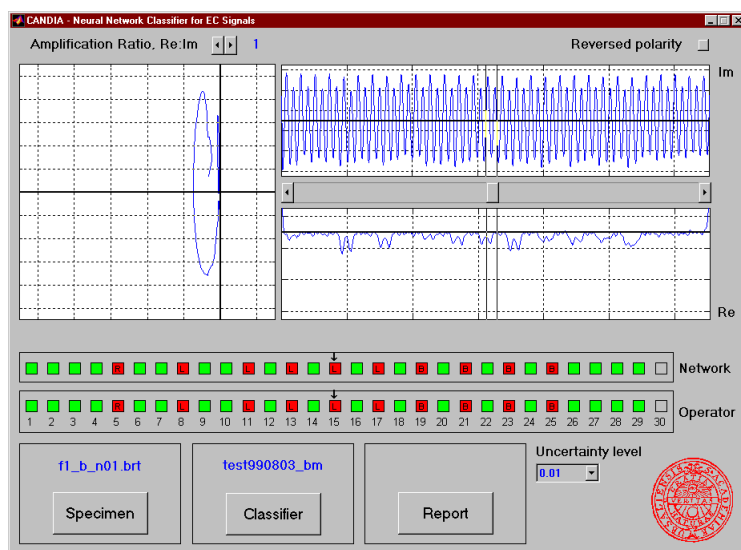 CANDIA - Neural Network Classifier for EC Signals
Amplification Ratio, Re:Im 1 Reversed polarity
Im
Re
R L L L L L B B B B Network
R L L L L L B B B B Operator
1 2 3 4 5 6 7 8 9 10 11 12 13 14 15 16 17 18 19 20 21 22 23 24 25 26 27 28 29 30
f1_b_n01.brt
Specimen
test990803_bm
Classifier
Report
Uncertainty level
0.01